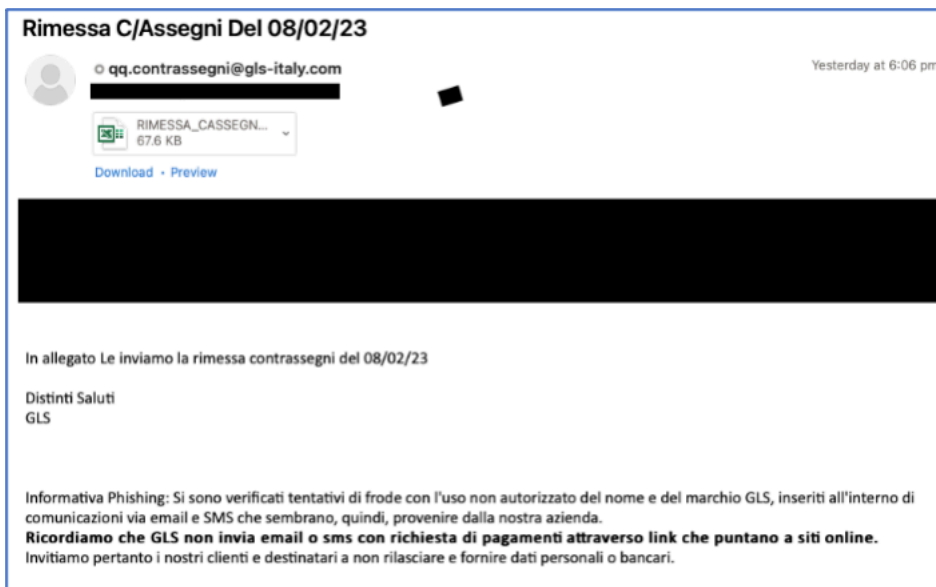 Rimessa C/Assegni Del 08/02/23
qq.contrassegni@gls-italy.com
Yesterday at 6:06 pm
RIMESSA_CASSEGN...
67.6 KB
Download • Preview
In allegato Le inviamo la rimessa contrassegni del 08/02/23
Distinti Saluti
GLS
Informativa Phishing: Si sono verificati tentativi di frode con l'uso non autorizzato del nome e del marchio GLS, inseriti all'interno di
comunicazioni via email e SMS che sembrano, quindi, provenire dalla nostra azienda.
Ricordiamo che GLS non invia email o sms con richiesta di pagamenti attraverso link che puntano a siti online.
Invitiamo pertanto i nostri clienti e destinatari a non rilasciare e fornire dati personali o bancari.